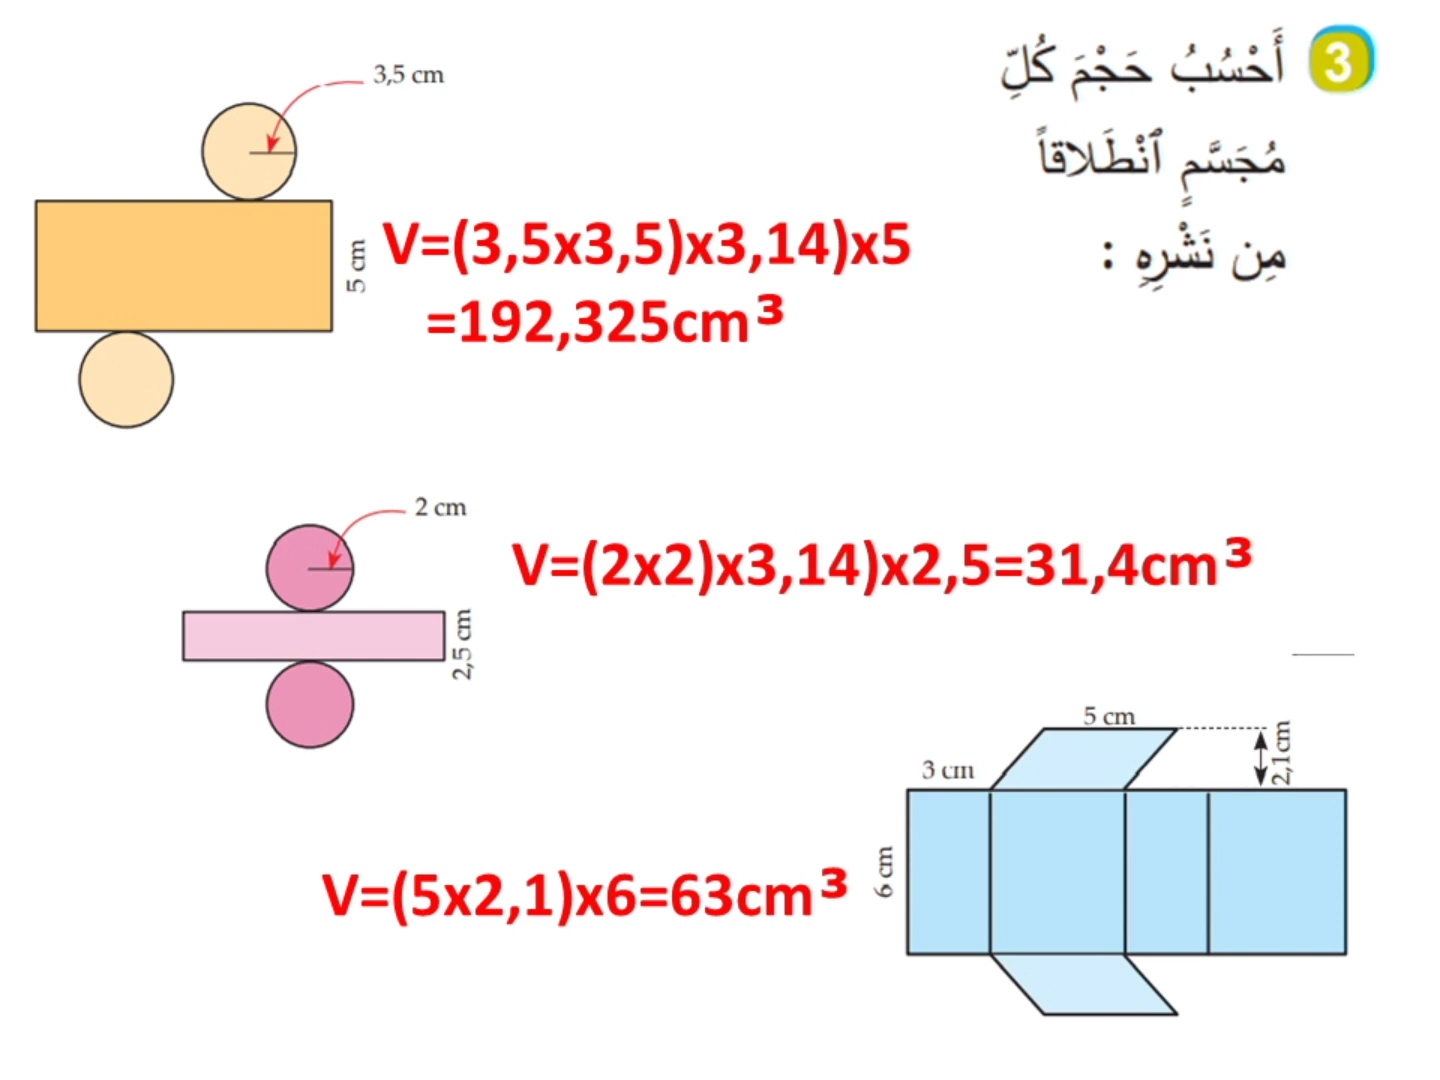 3 أَحْسُبُ حَجْمَ كُلِّ
مُجَسَّمٍ ٱنْطَلاقاً
مِن نَشْرِهِ :
3,5 cm
5 cm
V=(3,5x3,5)x3,14)x5
=192,325cm³
2 cm
2,5 cm
V=(2x2)x3,14)x2,5=31,4cm³
5 cm
3 cm
2,1cm
6 cm
V=(5x2,1)x6=63cm³